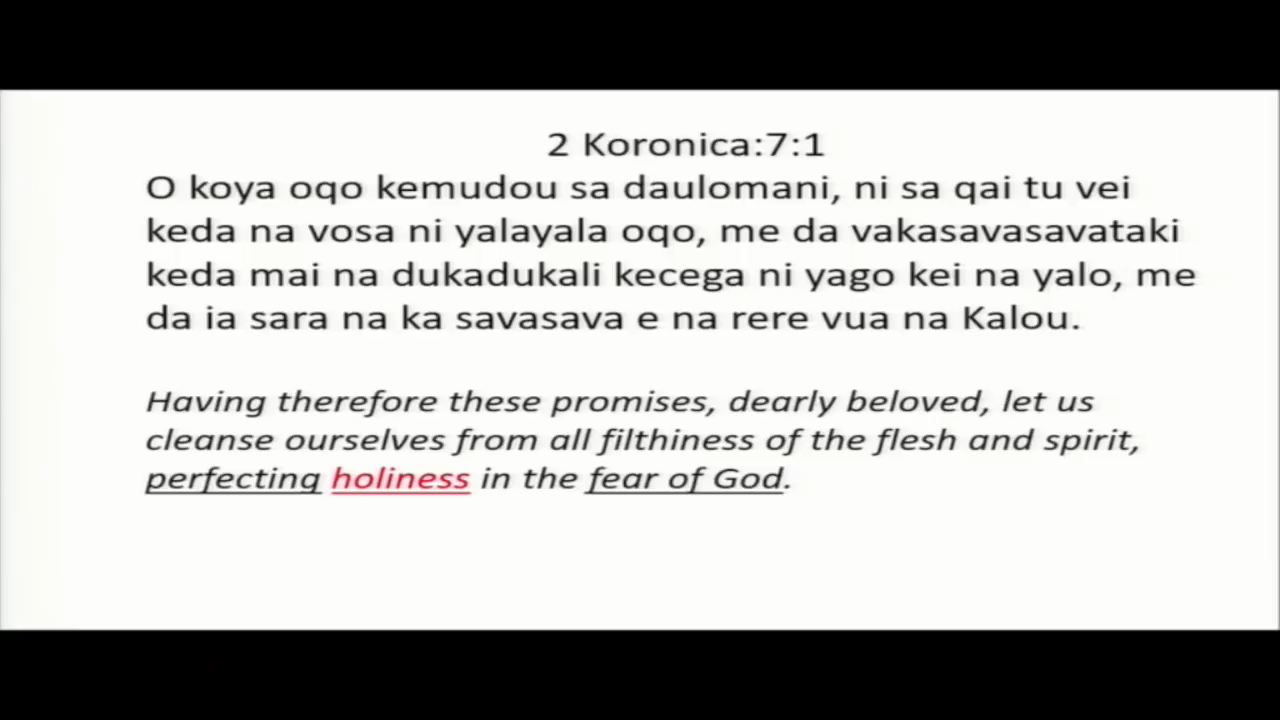 2 Koronica:7:1
O koya oqo kemudou sa daulomani, ni sa qai tu vei
keda na vosa ni yalayala oqo, me da vakasavasavataki
keda mai na dukadukali kecega ni yago kei na yalo, me
da ia sara na ka savasava e na rere vua na Kalou.
Having therefore these promises, dearly beloved, let us
cleanse ourselves from all filthiness of the flesh and spirit,
perfecting holiness in the fear of God.